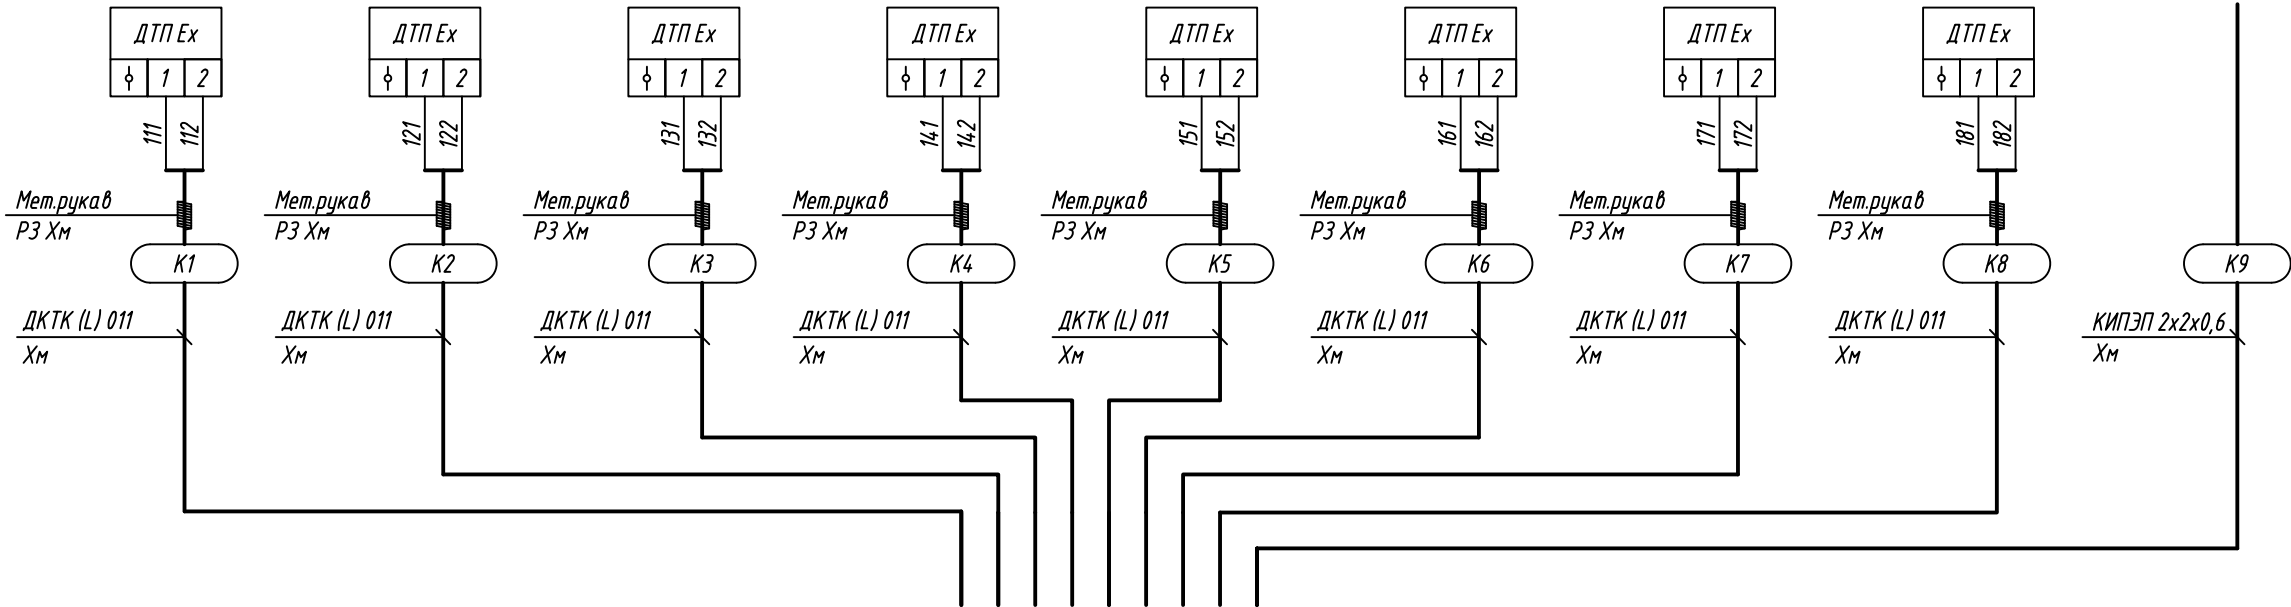 ДТП Ex ДТП Ex ДТП Ex ДТП Ex ДТП Ex ДТП Ex ДТП Ex ДТП Ex
1 2 1 2 1 2 1 2 1 2 1 2 1 2 1 2
111 112 121 122 131 132 141 142 151 152 161 162 171 172 181 182
Мет.рукав Мет.рукав Мет.рукав Мет.рукав Мет.рукав Мет.рукав Мет.рукав Мет.рукав
РЗ Хм РЗ Хм РЗ Хм РЗ Хм РЗ Хм РЗ Хм РЗ Хм РЗ Хм
К1 К2 К3 К4 К5 К6 К7 К8 К9
ДКТК (L) 011 ДКТК (L) 011 ДКТК (L) 011 ДКТК (L) 011 ДКТК (L) 011 ДКТК (L) 011 ДКТК (L) 011 ДКТК (L) 011 КИПЭП 2х2х0,6
Хм Хм Хм Хм Хм Хм Хм Хм Хм